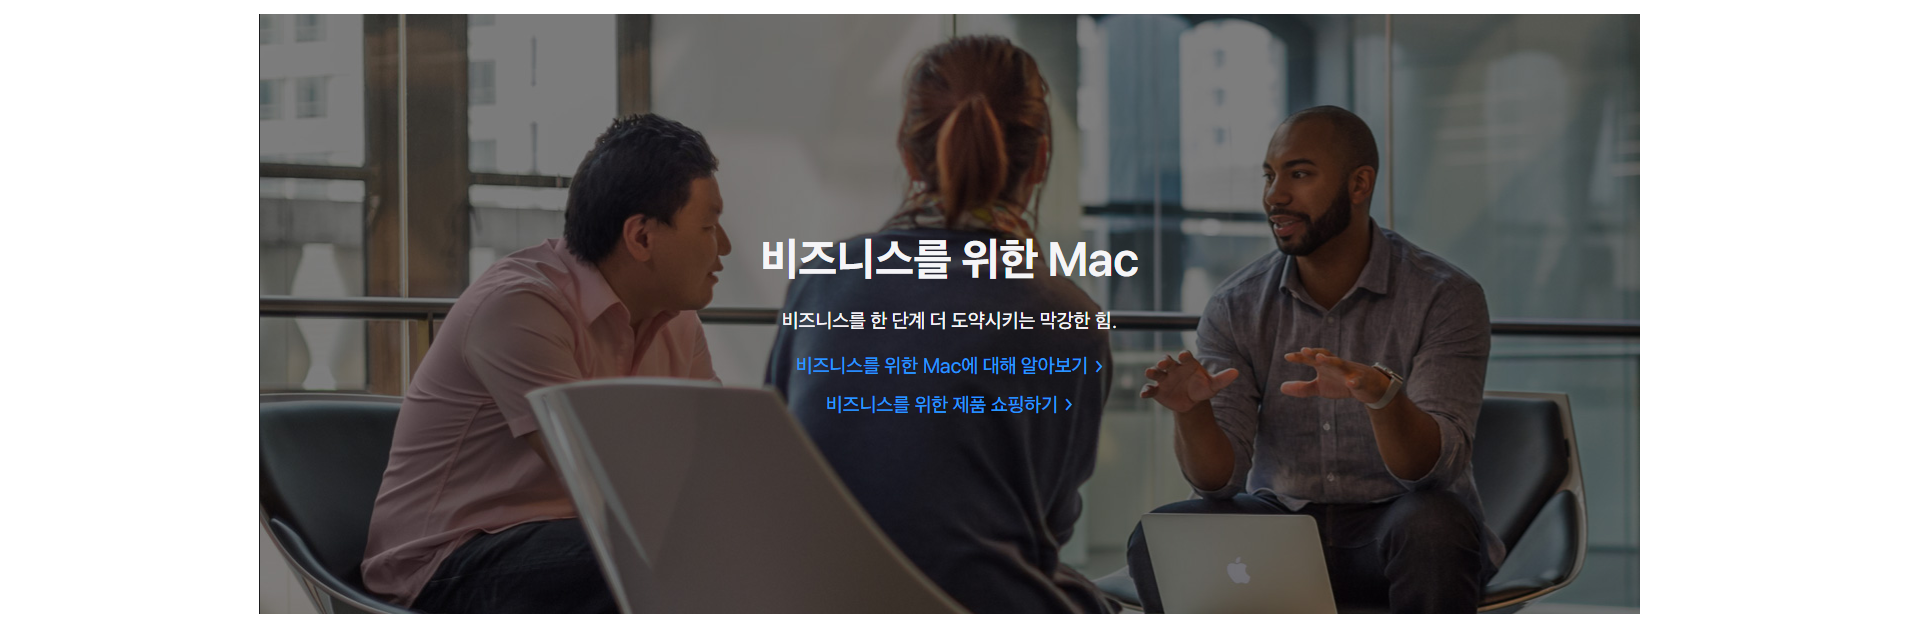 비즈니스를 위한 Mac
비즈니스를 한 단계 더 도약시키는 막강한 힘.
비즈니스를 위한 Mac에 대해 알아보기 >
비즈니스를 위한 제품 쇼핑하기 >